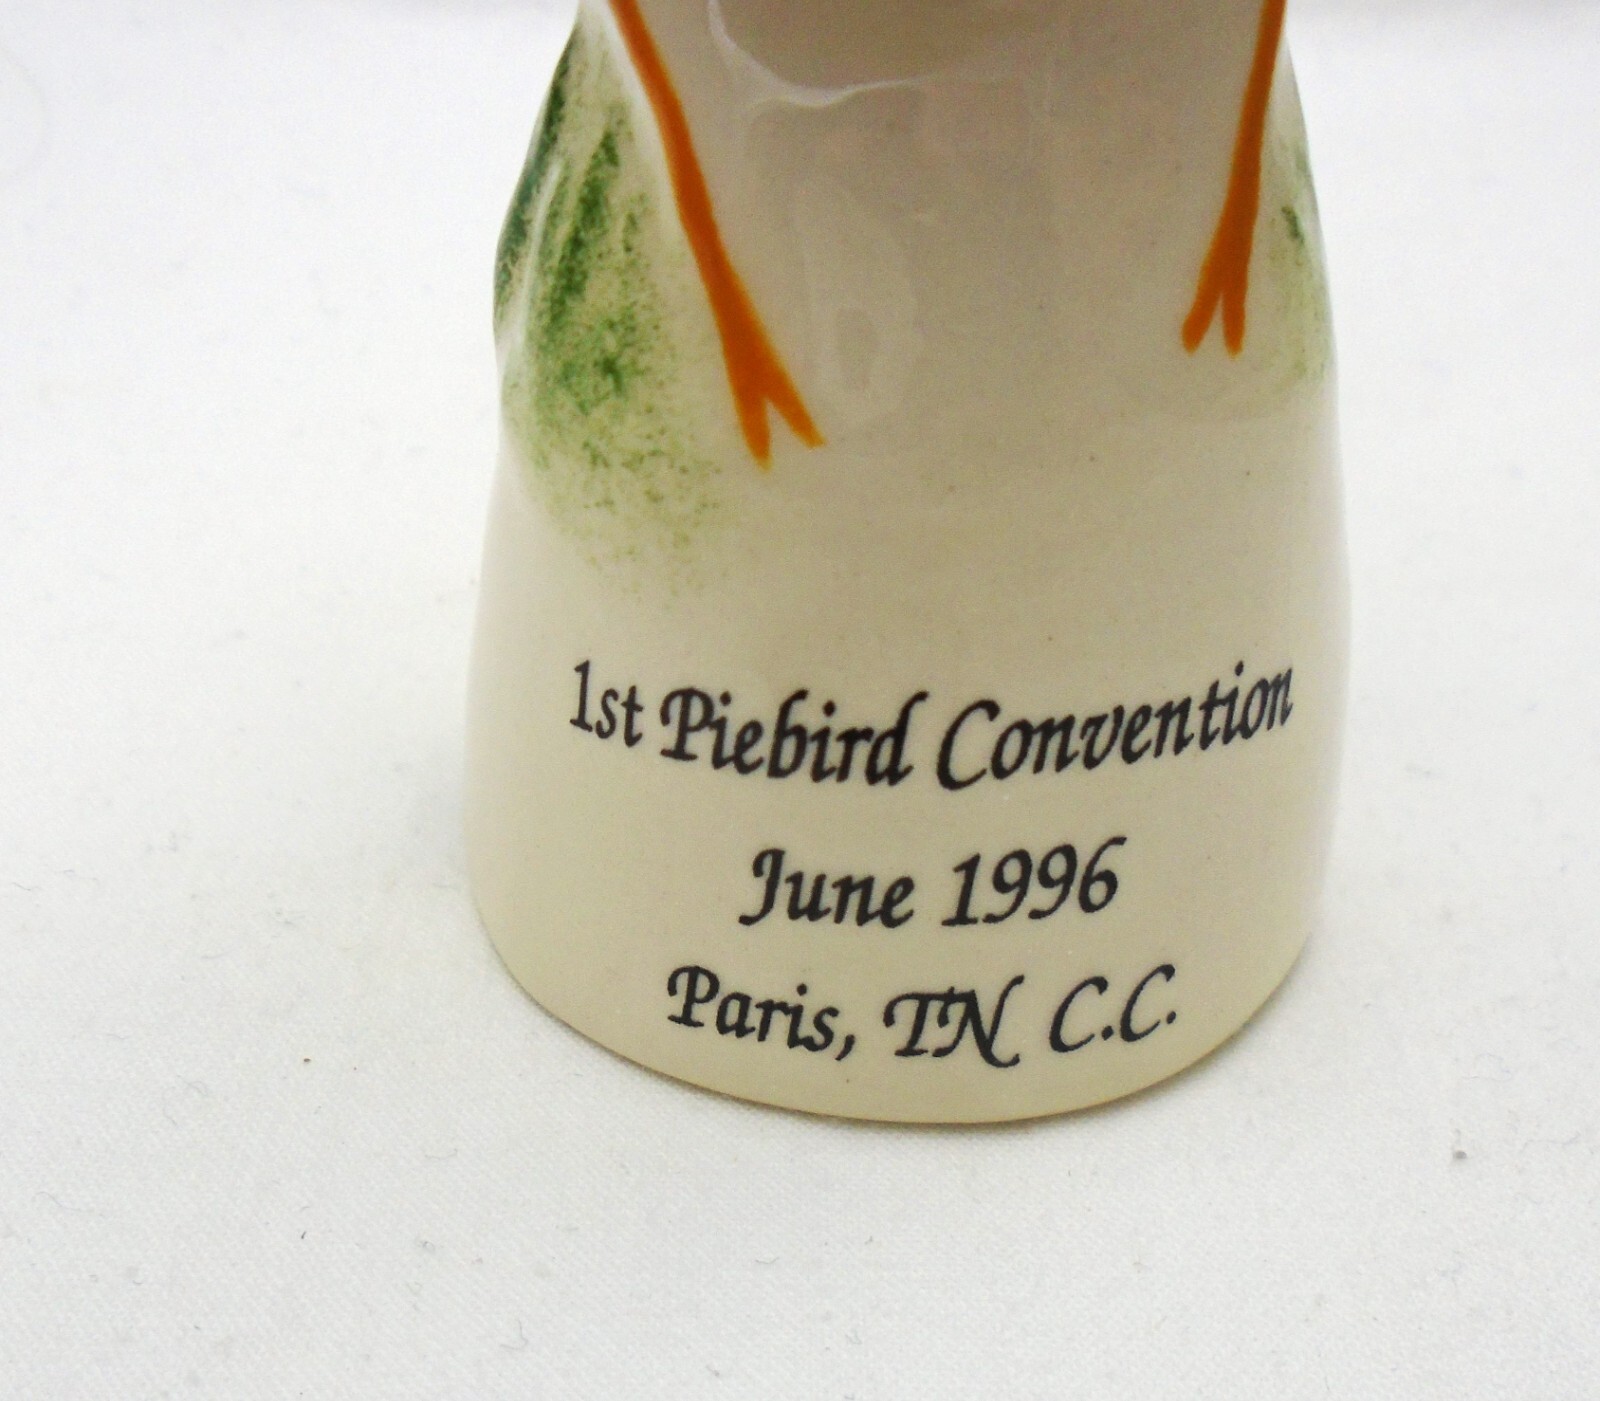 1st Piebird Convention
June 1996
Paris, TN C.C.